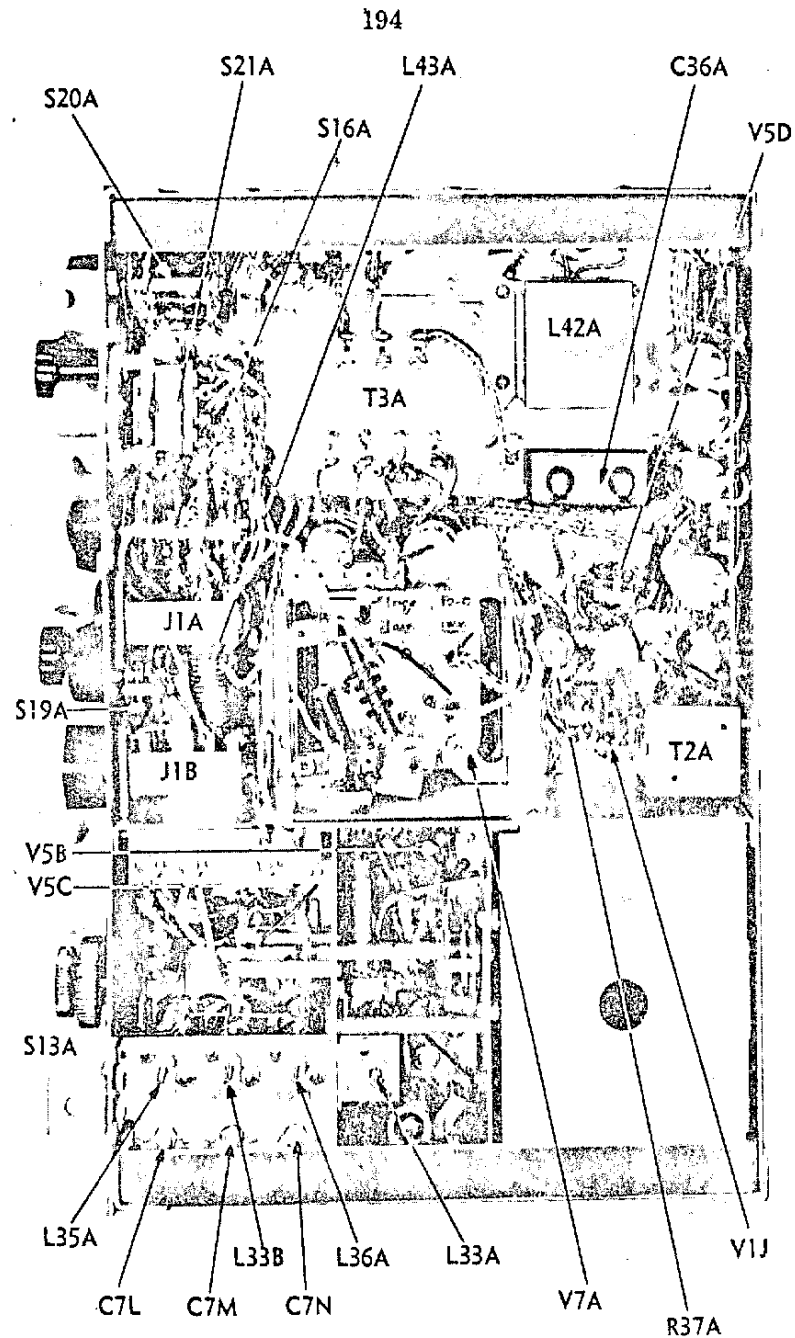 194
S21A
L43A
C36A
S20A
S16A
V5D
L42A
T3A
J1A
S19A
J1B
T2A
V5B
V5C
S13A
L35A
L33B
L36A
L33A
V1J
C7L
C7M
C7N
V7A
R37A